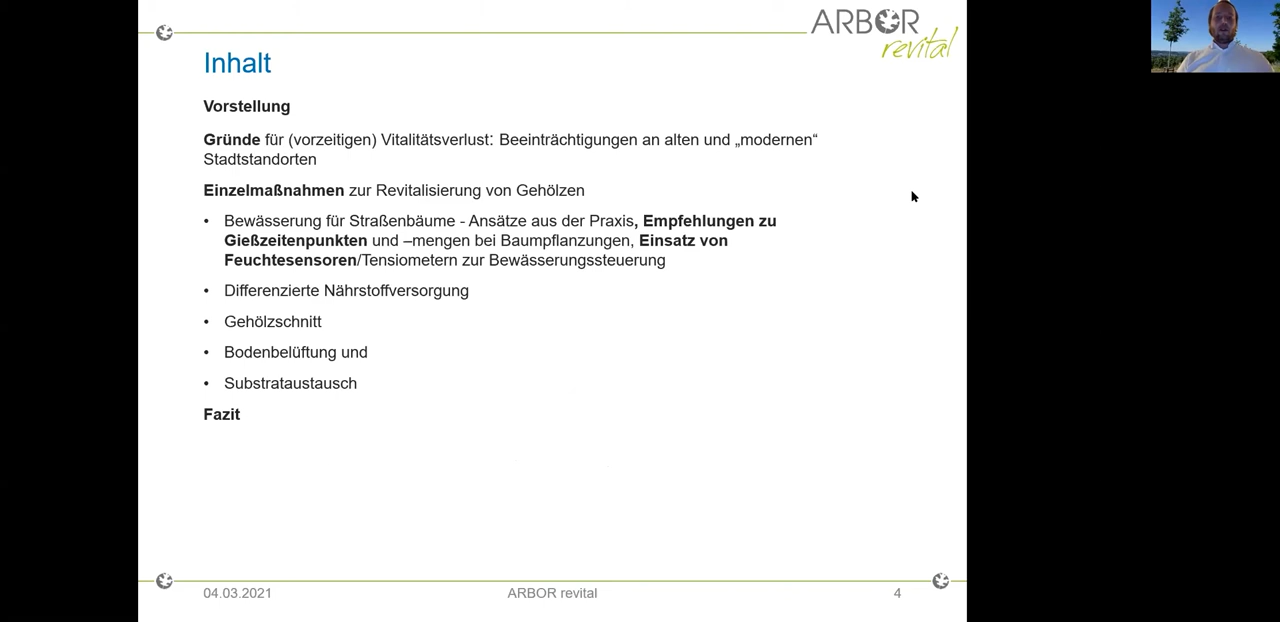 ARBOR
revital
Inhalt
Vorstellung
Gründe für (vorzeitigen) Vitalitätsverlust: Beeinträchtigungen an alten und „modernen“
Stadtstandorten
Einzelmaßnahmen zur Revitalisierung von Gehölzen
• Bewässerung für Straßenbäume - Ansätze aus der Praxis, Empfehlungen zu
Gießzeitenpunkten und –mengen bei Baumpflanzungen, Einsatz von
Feuchtesensoren/Tensiometern zur Bewässerungssteuerung
• Differenzierte Nährstoffversorgung
• Gehölzschnitt
• Bodenbelüftung und
• Substrataustausch
Fazit
04.03.2021 ARBOR revital 4